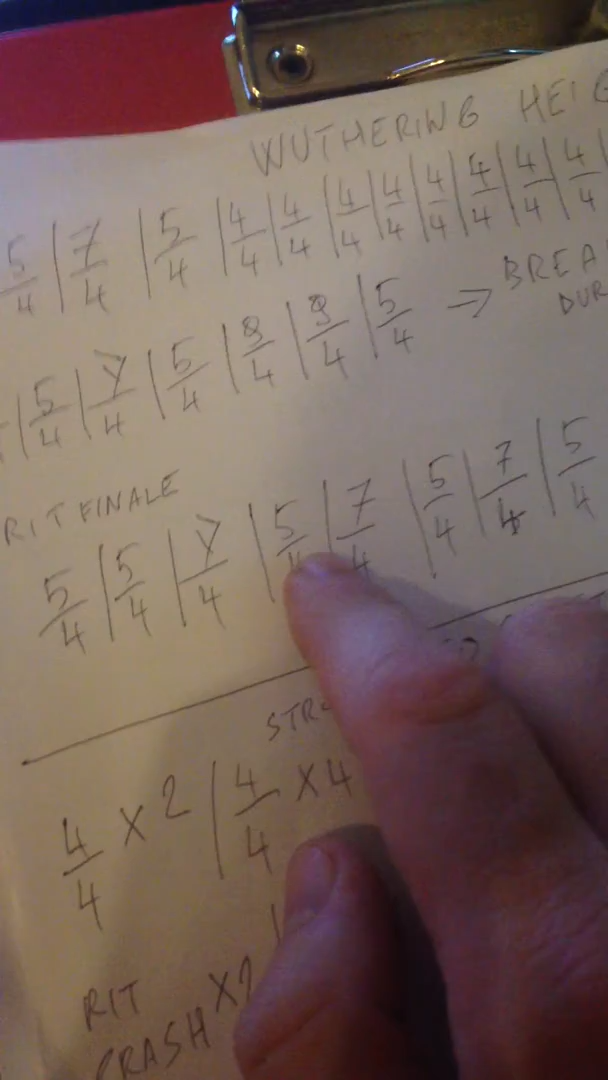 WUTHERING HEIG
5/4 | 7/4 | 5/4 | 4/4 | 4/4 | 4/4 | 4/4 | 4/4 | 4/4 | 4/4 | 4/4 |
| 5/4 | 7/4 | 5/4 | 8/4 | 8/4 | 5/4 → BREA
DUR
RIT FINALE
5/4 | 5/4 | 7/4 | 5/4 | 7/4 | 5/4 | 7/4 | 5/4
STR
4/4 x 2 | 4/4 x 4
RIT
CRASH x2